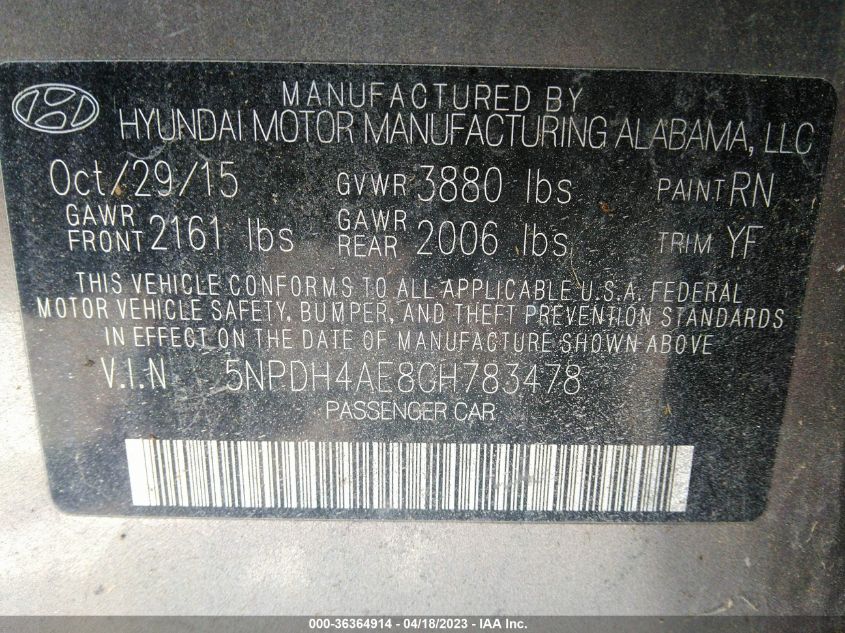 MANUFACTURED BY
HYUNDAI MOTOR MANUFACTURING ALABAMA, LLC
Oct/29/15 GVWR 3880 lbs PAINT RN
GAWR FRONT 2161 lbs GAWR REAR 2006 lbs TRIM YF
THIS VEHICLE CONFORMS TO ALL APPLICABLE U.S.A. FEDERAL
MOTOR VEHICLE SAFETY, BUMPER, AND THEFT PREVENTION STANDARDS
IN EFFECT ON THE DATE OF MANUFACTURE SHOWN ABOVE.
V.I.N 5NPDH4AE8GH783478
PASSENGER CAR
000-36364914 - 04/18/2023 - IAA Inc.